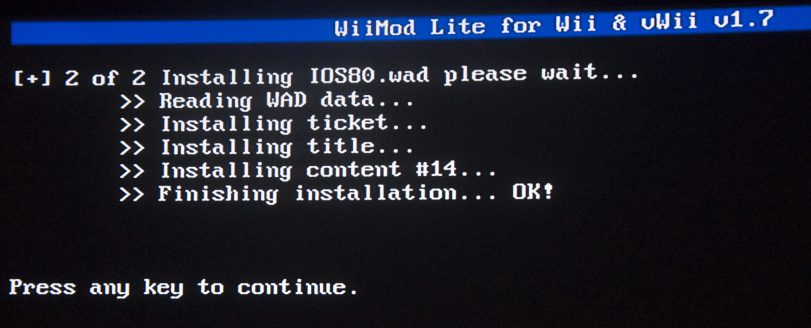 WiiMod Lite for Wii & vWii v1.7
[+] 2 of 2 Installing IOS80.wad please wait...
>> Reading WAD data...
>> Installing ticket...
>> Installing title...
>> Installing content #14...
>> Finishing installation... OK!
Press any key to continue.